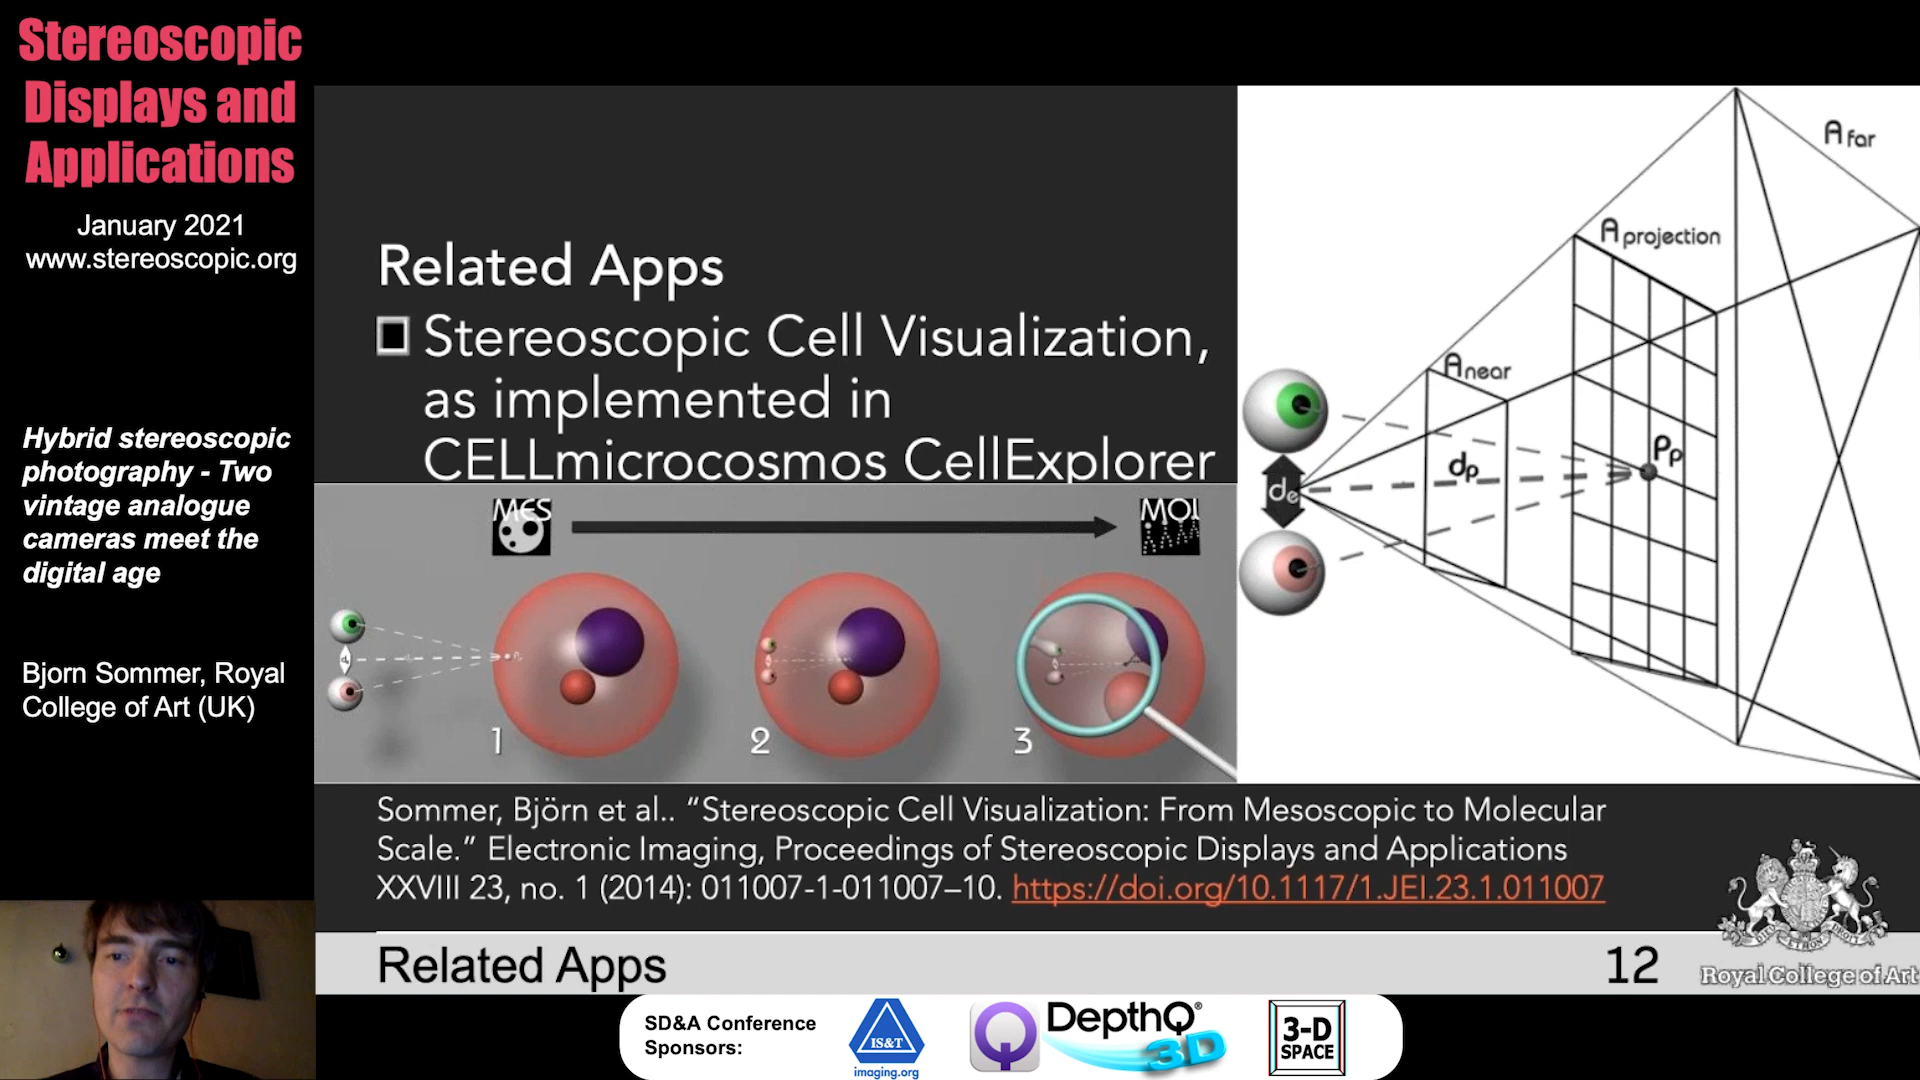 Stereoscopic
Displays and
Applications
January 2021
www.stereoscopic.org
Hybrid stereoscopic
photography - Two
vintage analogue
cameras meet the
digital age
Bjorn Sommer, Royal
College of Art (UK)
Related Apps
Stereoscopic Cell Visualization,
as implemented in
CELLmicrocosmos CellExplorer
MES
MOL
1
2
3
A far
A projection
A near
Pp
dp
de
Sommer, Björn et al.. “Stereoscopic Cell Visualization: From Mesoscopic to Molecular
Scale.” Electronic Imaging, Proceedings of Stereoscopic Displays and Applications
XXVIII 23, no. 1 (2014): 011007-1-011007–10. https://doi.org/10.1117/1.JEI.23.1.011007
Related Apps
12
Royal College of Art
SD&A Conference
Sponsors:
IS&T
imaging.org
DepthQ®
3D
3-D
SPACE